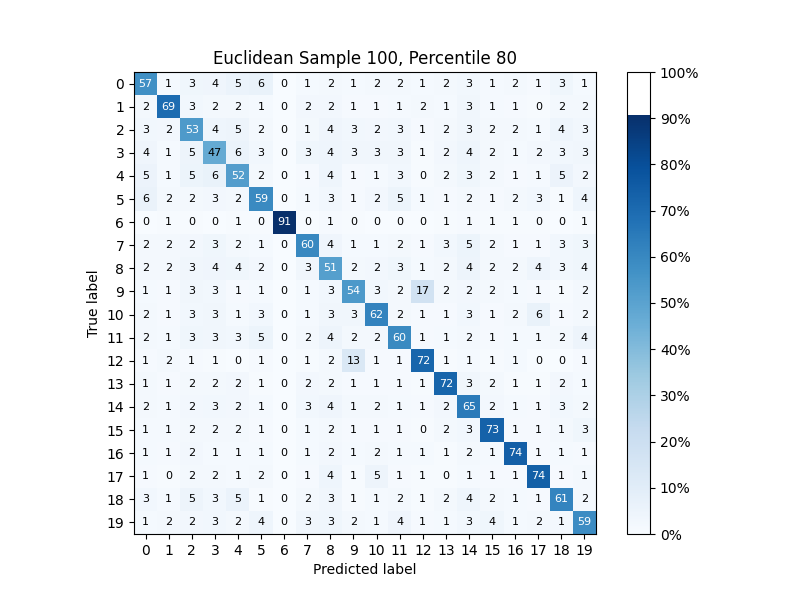 Euclidean Sample 100, Percentile 80
0 57 1 3 4 5 6 0 1 2 1 2 2 1 2 3 1 2 1 3 1
1 2 69 3 2 2 1 0 2 2 1 1 1 2 1 3 1 1 0 2 2
2 3 2 53 4 5 2 0 1 4 3 2 3 1 2 3 2 2 1 4 3
3 4 1 5 47 6 3 0 3 4 3 3 3 1 2 4 2 1 2 3 3
4 5 1 5 6 52 2 0 1 4 1 1 3 0 2 3 2 1 1 5 2
5 6 2 2 3 2 59 0 1 3 1 2 5 1 1 2 1 2 3 1 4
6 0 1 0 0 1 0 91 0 1 0 0 0 0 1 1 1 1 0 0 1
7 2 2 2 3 2 1 0 60 4 1 1 2 1 3 5 2 1 1 3 3
8 2 2 3 4 4 2 0 3 51 2 2 3 1 2 4 2 2 4 3 4
9 1 1 3 3 1 1 0 1 3 54 3 2 17 2 2 2 1 1 1 2
10 2 1 3 3 1 3 0 1 3 3 62 2 1 1 3 1 2 6 1 2
11 2 1 3 3 3 5 0 2 4 2 2 60 1 1 2 1 1 1 2 4
12 1 2 1 1 0 1 0 1 2 13 1 1 72 1 1 1 1 0 0 1
13 1 1 2 2 2 1 0 2 2 1 1 1 1 72 3 2 1 1 2 1
14 2 1 2 3 2 1 0 3 4 1 2 1 1 2 65 2 1 1 3 2
15 1 1 2 2 2 1 0 1 2 1 1 1 0 2 3 73 1 1 1 3
16 1 1 2 1 1 1 0 1 2 1 2 1 1 1 2 1 74 1 1 1
17 1 0 2 2 1 2 0 1 4 1 5 1 1 0 1 1 1 74 1 1
18 3 1 5 3 5 1 0 2 3 1 1 2 1 2 4 2 1 1 61 2
19 1 2 2 3 2 4 0 3 3 2 1 4 1 1 3 4 1 2 1 59
0 1 2 3 4 5 6 7 8 9 10 11 12 13 14 15 16 17 18 19
Predicted label
True label
100%
90%
80%
70%
60%
50%
40%
30%
20%
10%
0%